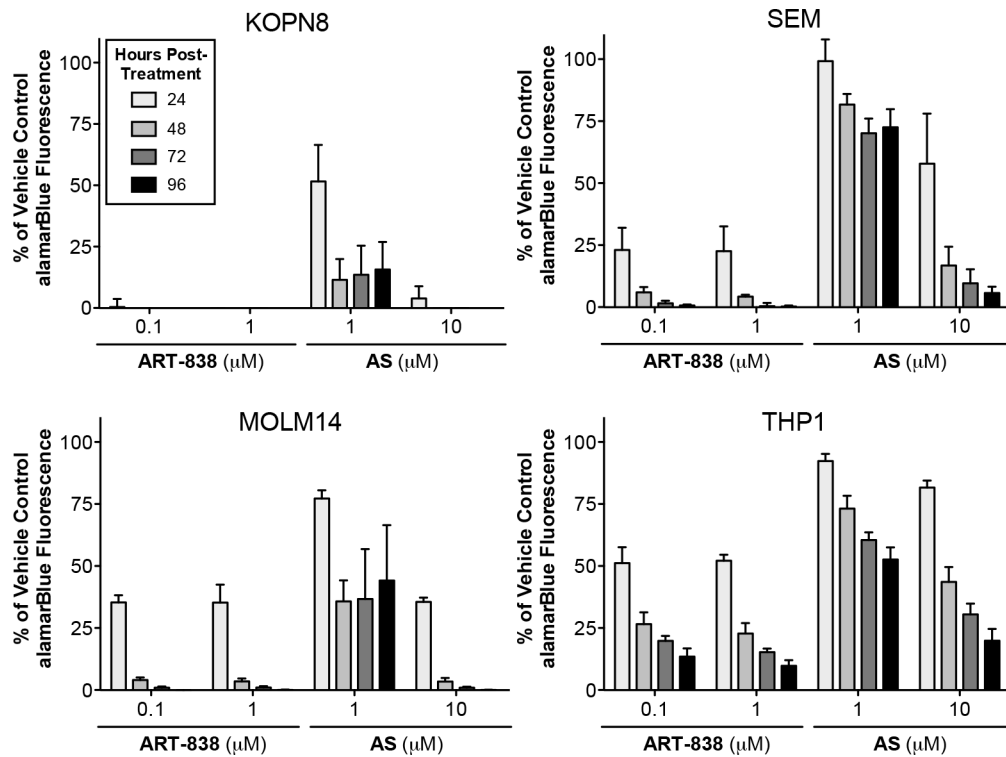 KOPN8
% of Vehicle Control
alamarBlue Fluorescence
100
75
50
25
0
Hours Post-
Treatment
24
48
72
96
0.1 1 1 10
ART-838 (μM) AS (μM)
SEM
% of Vehicle Control
alamarBlue Fluorescence
100
75
50
25
0
0.1 1 1 10
ART-838 (μM) AS (μM)
MOLM14
% of Vehicle Control
alamarBlue Fluorescence
100
75
50
25
0
0.1 1 1 10
ART-838 (μM) AS (μM)
THP1
% of Vehicle Control
alamarBlue Fluorescence
100
75
50
25
0
0.1 1 1 10
ART-838 (μM) AS (μM)